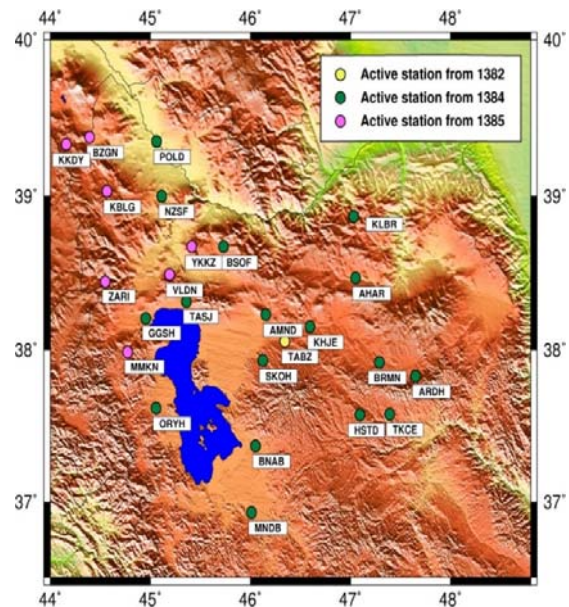 44° 45° 46° 47° 48°
40° 40°
Active station from 1382
Active station from 1384
Active station from 1385
POLD
BZGN
KKDY
39° 39°
KBLG
NZSF
KLBR
YKKZ BSOF
VLDN
AHAR
ZARI
TASJ
GGSH
AMND
KHJE
38° 38°
TABZ
MMKN
SKOH
BRMN
ARDH
ORYH
HSTD TKCE
BNAB
37° 37°
MNDB
44° 45° 46° 47° 48°